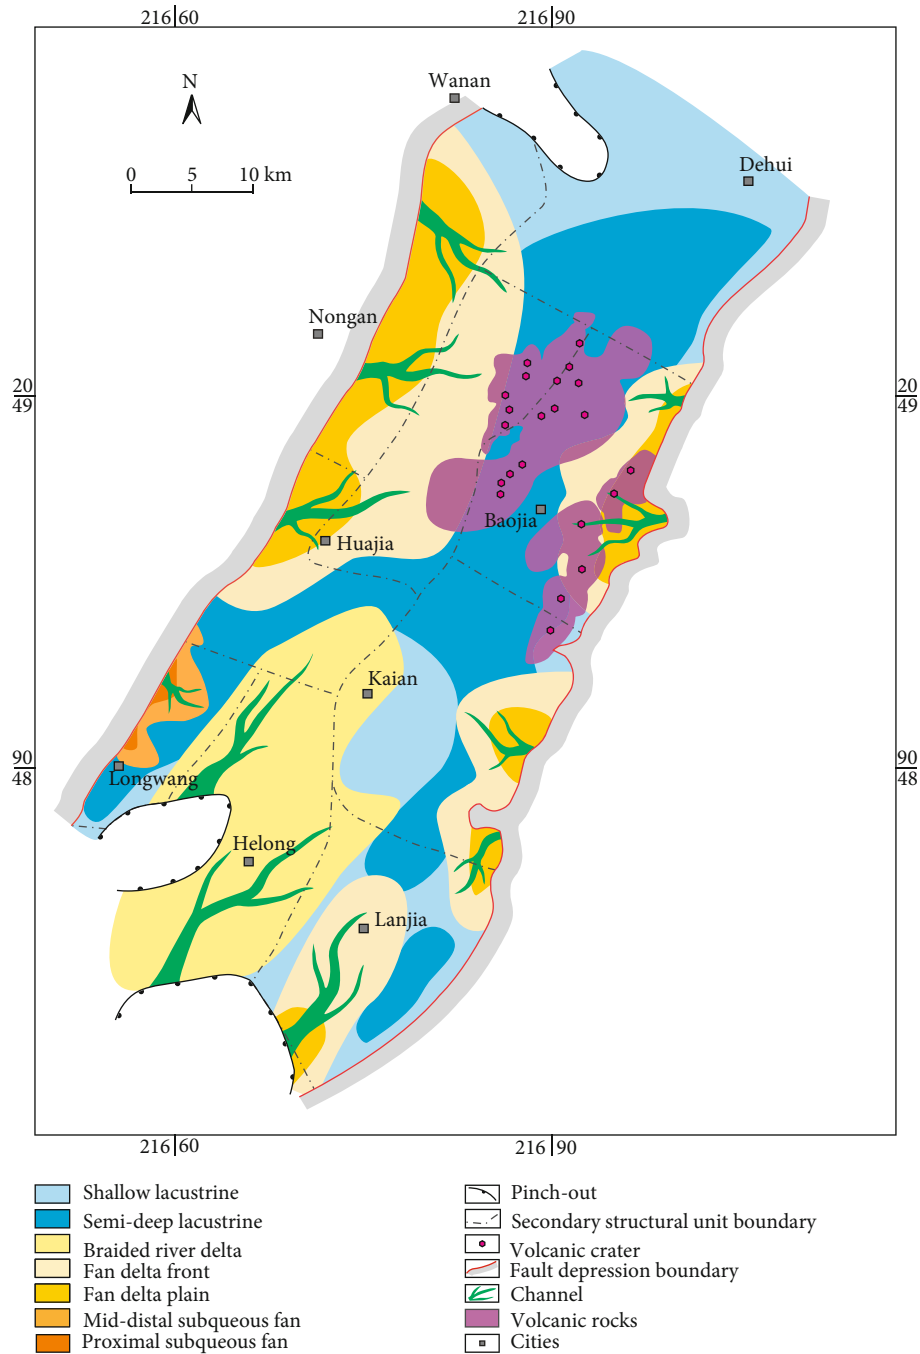 216 60 216 90
Wanan
N
Dehui
0 5 10 km
Nongan
20
49
20
49
Baojia
Huajia
Kaian
90
48
90
48
Longwang
Helong
Lanjia
216 60 216 90
Shallow lacustrine
Semi-deep lacustrine
Braided river delta
Fan delta front
Fan delta plain
Mid-distal subqueous fan
Proximal subqueous fan
Pinch-out
Secondary structural unit boundary
Volcanic crater
Fault depression boundary
Channel
Volcanic rocks
Cities